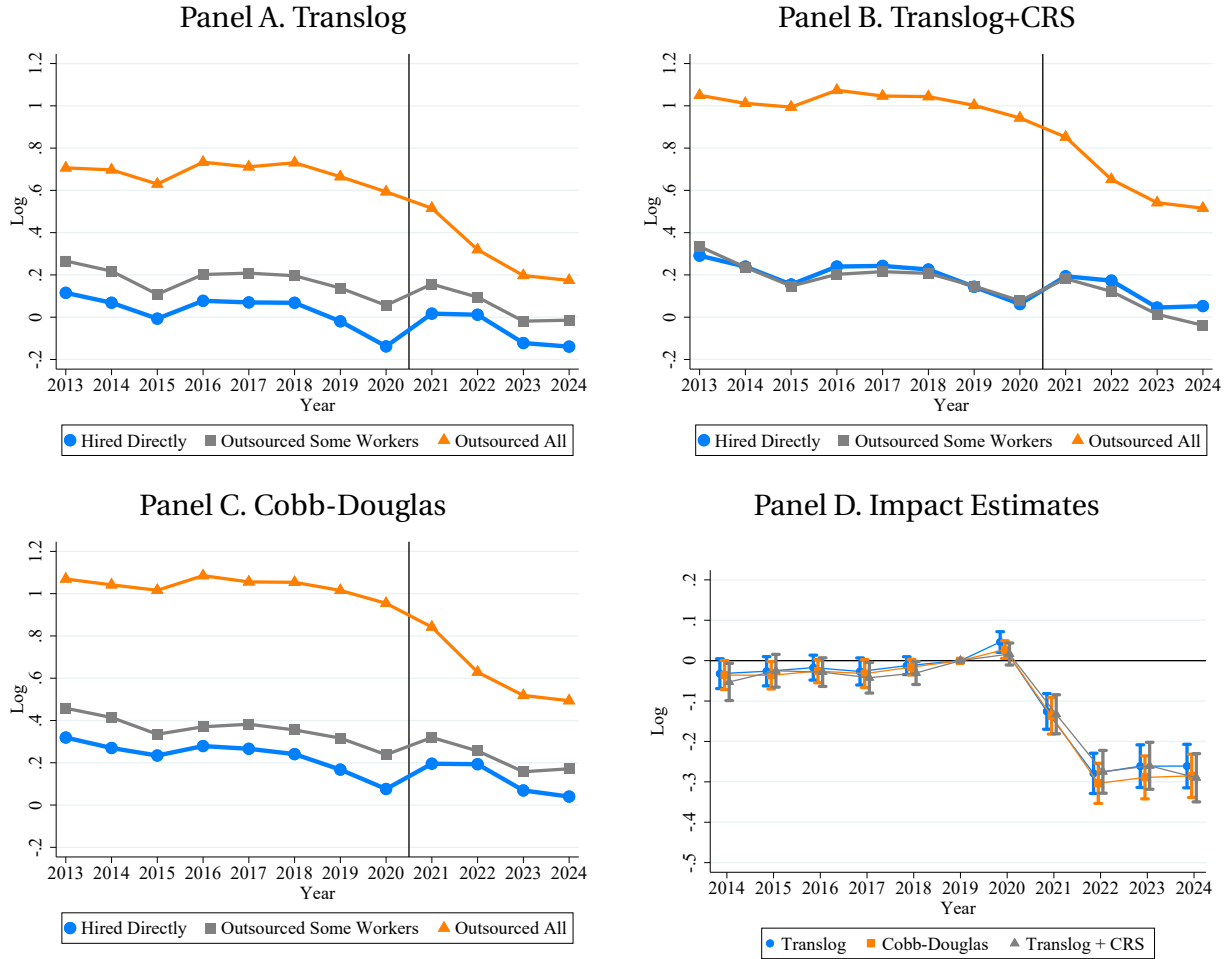 Panel A. Translog
Log
1.2
1
.8
.6
.4
.2
0
-.2
2013 2014 2015 2016 2017 2018 2019 2020 2021 2022 2023 2024
Year
Hired Directly Outsourced Some Workers Outsourced All
Panel B. Translog+CRS
Log
1.2
1
.8
.6
.4
.2
0
-.2
2013 2014 2015 2016 2017 2018 2019 2020 2021 2022 2023 2024
Year
Hired Directly Outsourced Some Workers Outsourced All
Panel C. Cobb-Douglas
Log
1.2
1
.8
.6
.4
.2
0
-.2
2013 2014 2015 2016 2017 2018 2019 2020 2021 2022 2023 2024
Year
Hired Directly Outsourced Some Workers Outsourced All
Panel D. Impact Estimates
Log
.2
.1
0
-.1
-.2
-.3
-.4
-.5
2014 2015 2016 2017 2018 2019 2020 2021 2022 2023 2024
Year
Translog Cobb-Douglas Translog + CRS